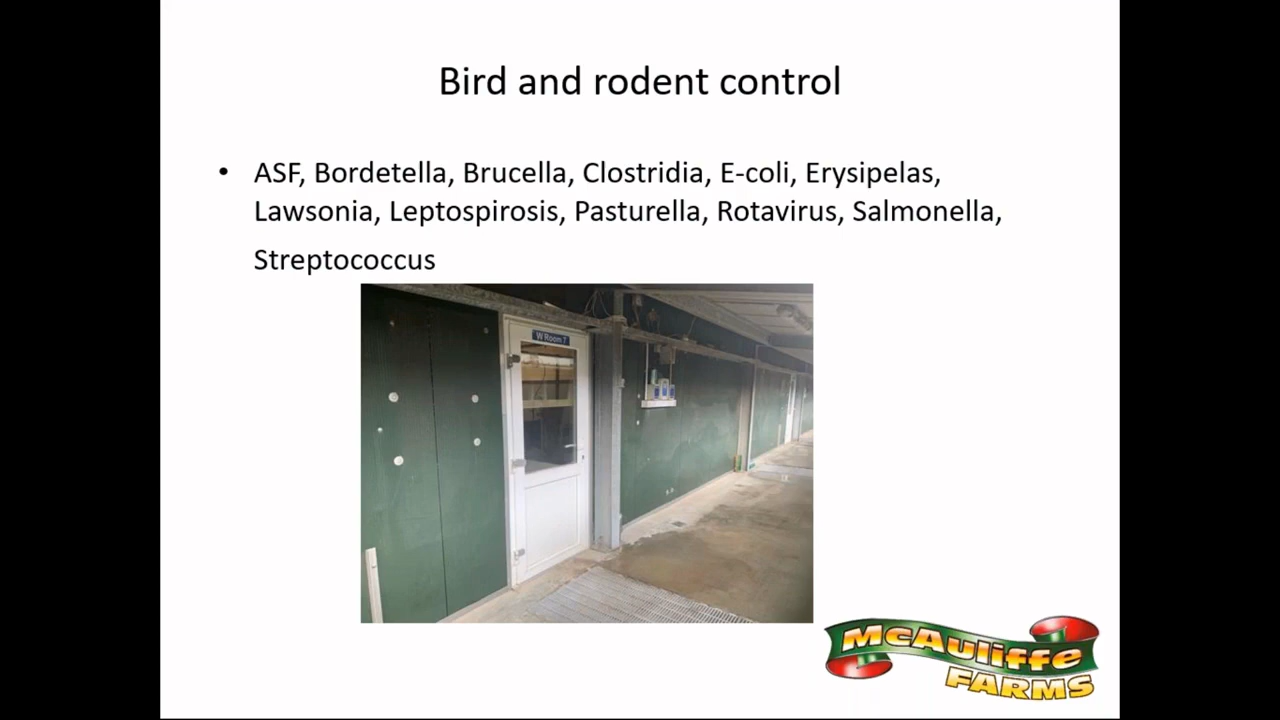 Bird and rodent control
• ASF, Bordetella, Brucella, Clostridia, E-coli, Erysipelas,
Lawsonia, Leptospirosis, Pasturella, Rotavirus, Salmonella,
Streptococcus
W Room 7
McAuliffe
FARMS